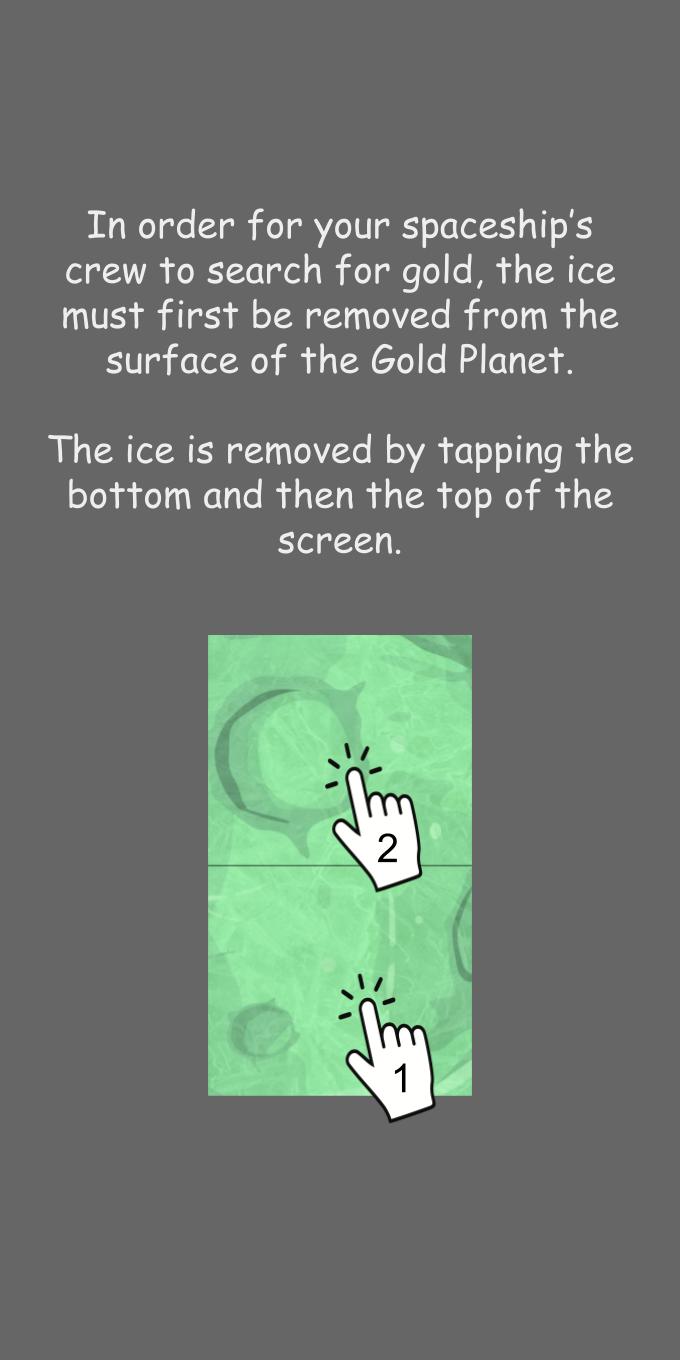 In order for your spaceship's
crew to search for gold, the ice
must first be removed from the
surface of the Gold Planet.
The ice is removed by tapping the
bottom and then the top of the
screen.
2
1